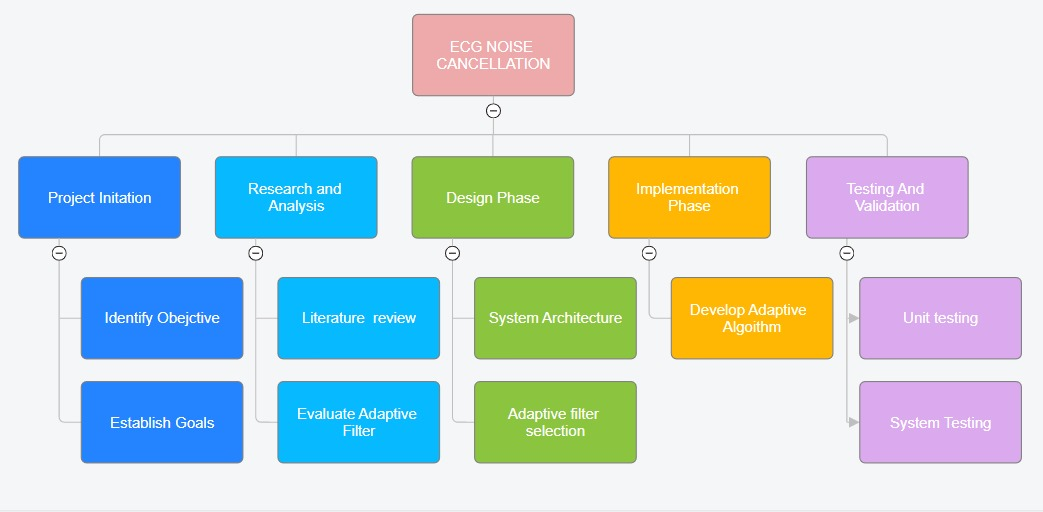 ECG NOISE
CANCELLATION
Project Initation
Research and
Analysis
Design Phase
Implementation
Phase
Testing And
Validation
Identify Obejctive
Literature review
System Architecture
Develop Adaptive
Algoithm
Unit testing
Establish Goals
Evaluate Adaptive
Filter
Adaptive filter
selection
System Testing